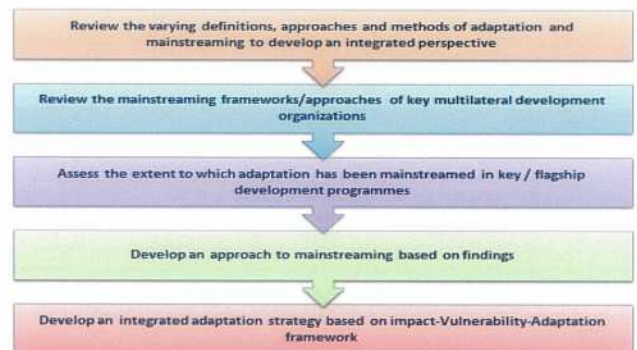 Review the varying definitions, approaches and methods of adaptation and
mainstreaming to develop an integrated perspective
Review the mainstreaming frameworks/approaches of key multilateral development
organizations
Assess the extent to which adaptation has been mainstreamed in key / flagship
development programmes
Develop an approach to mainstreaming based on findings
Develop an integrated adaptation strategy based on impact-Vulnerability-Adaptation
framework